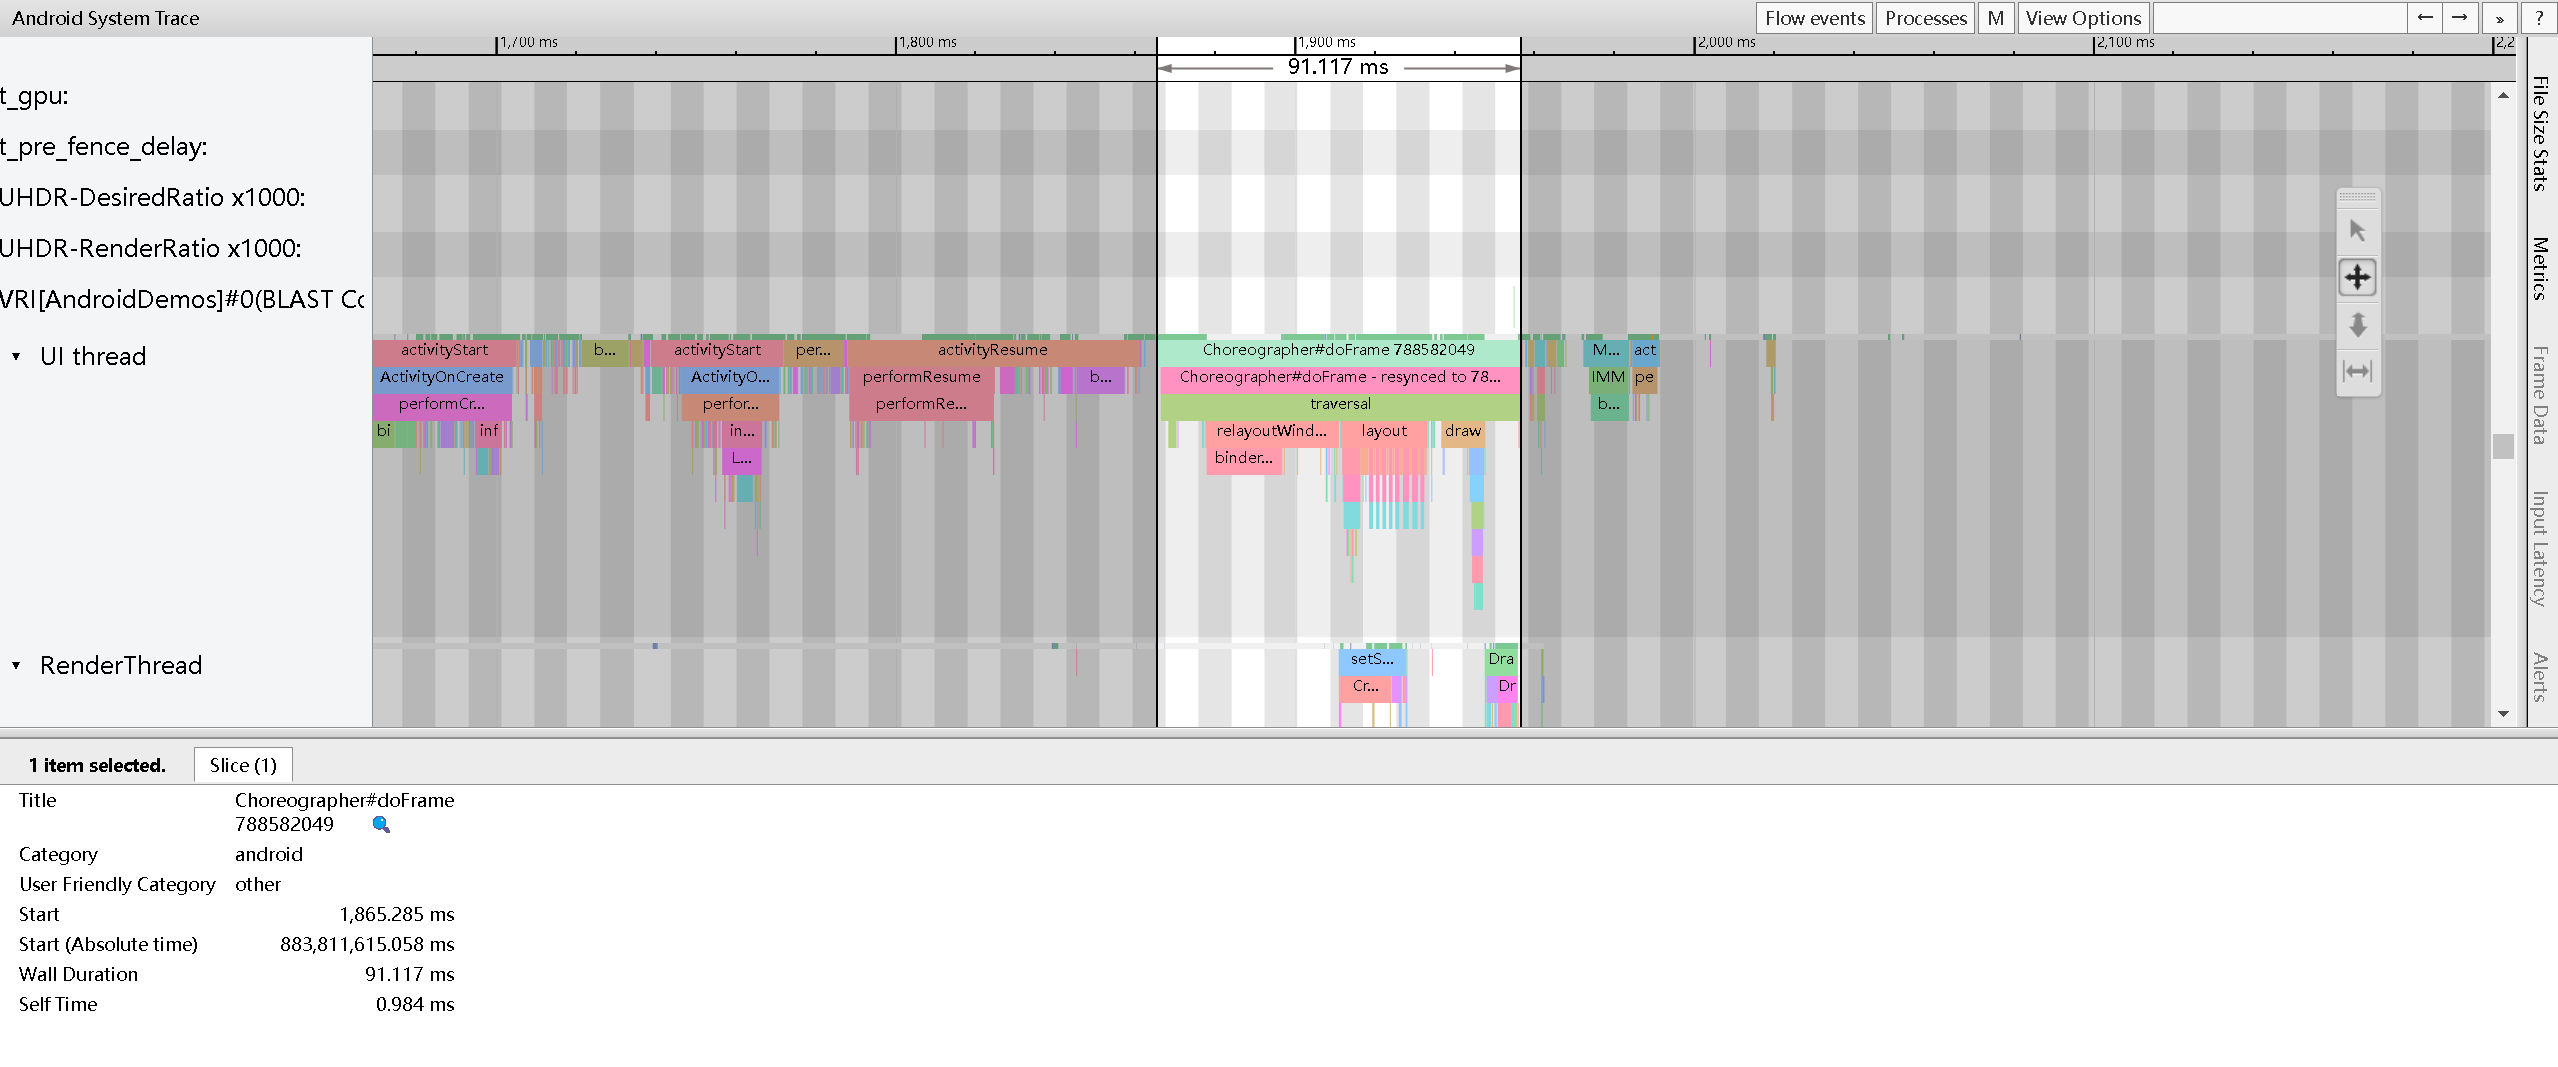 Android System Trace
Flow events
Processes
M
View Options
←
→
»
?
1,700 ms
1,800 ms
1,900 ms
2,000 ms
2,100 ms
2,2
91.117 ms
t_gpu:
t_pre_fence_delay:
UHDR-DesiredRatio x1000:
UHDR-RenderRatio x1000:
VRI[AndroidDemos]#0(BLAST Co
UI thread
activityStart
b...
activityStart
per...
activityResume
Choreographer#doFrame 788582049
M...
act
ActivityOnCreate
ActivityO...
performResume
b...
Choreographer#doFrame - resynced to 78...
IMM
pe
performCr...
perfor...
performRe...
traversal
b...
bi
inf
in...
relayoutWind...
layout
draw
L...
binder...
RenderThread
setS...
Dra
Cr...
Dr
File Size Stats
Metrics
Frame Data
Input Latency
Alerts
1 item selected.
Slice (1)
Title
Choreographer#doFrame
788582049
Category
android
User Friendly Category
other
Start
1,865.285 ms
Start (Absolute time)
883,811,615.058 ms
Wall Duration
91.117 ms
Self Time
0.984 ms